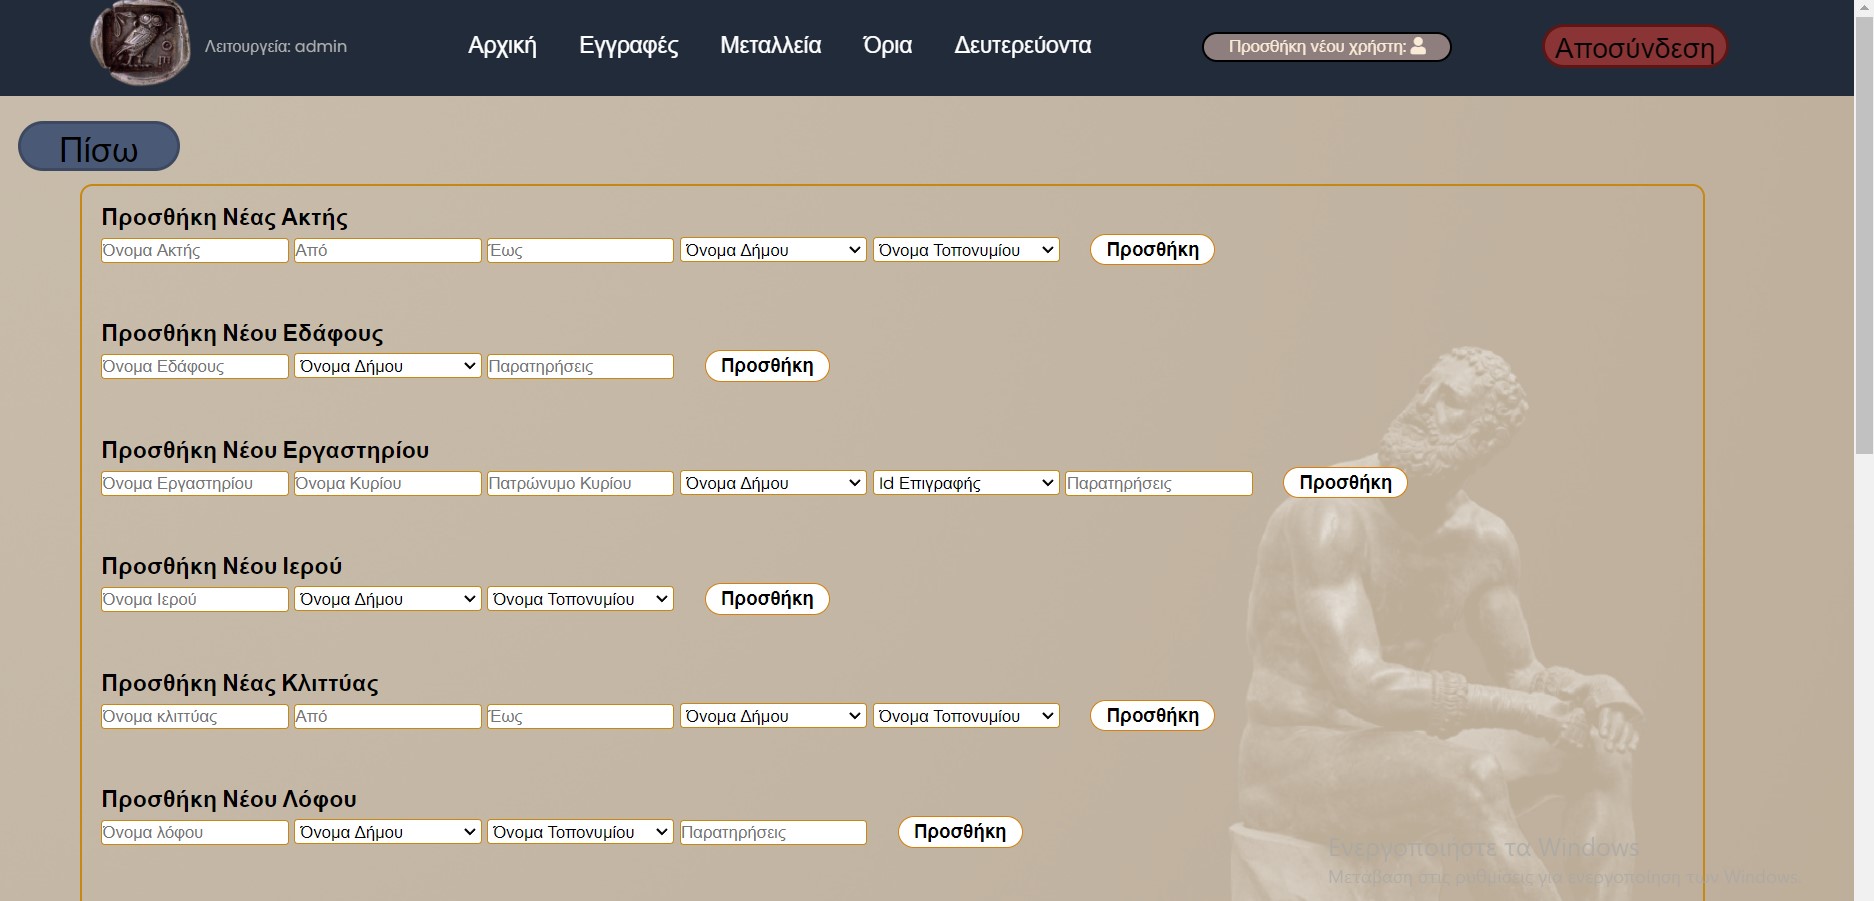 Λειτουργεία: admin
Αρχική Εγγραφές Μεταλλεία Όρια Δευτερεύοντα
Προσθήκη νέου χρήστη:
Αποσύνδεση
Πίσω
Προσθήκη Νέας Ακτής
Όνομα Ακτής Από Έως Όνομα Δήμου Όνομα Τοπονυμίου Προσθήκη
Προσθήκη Νέου Εδάφους
Όνομα Εδάφους Όνομα Δήμου Παρατηρήσεις Προσθήκη
Προσθήκη Νέου Εργαστηρίου
Όνομα Εργαστηρίου Όνομα Κυρίου Πατρώνυμο Κυρίου Όνομα Δήμου Id Επιγραφής Παρατηρήσεις Προσθήκη
Προσθήκη Νέου Ιερού
Όνομα Ιερού Όνομα Δήμου Όνομα Τοπονυμίου Προσθήκη
Προσθήκη Νέας Κλιττύας
Όνομα κλιττύας Από Έως Όνομα Δήμου Όνομα Τοπονυμίου Προσθήκη
Προσθήκη Νέου Λόφου
Όνομα λόφου Όνομα Δήμου Όνομα Τοπονυμίου Παρατηρήσεις Προσθήκη
Ενεργοποιήστε τα Windows
Μετάβαση στις ρυθμίσεις για ενεργοποίηση των Windows.